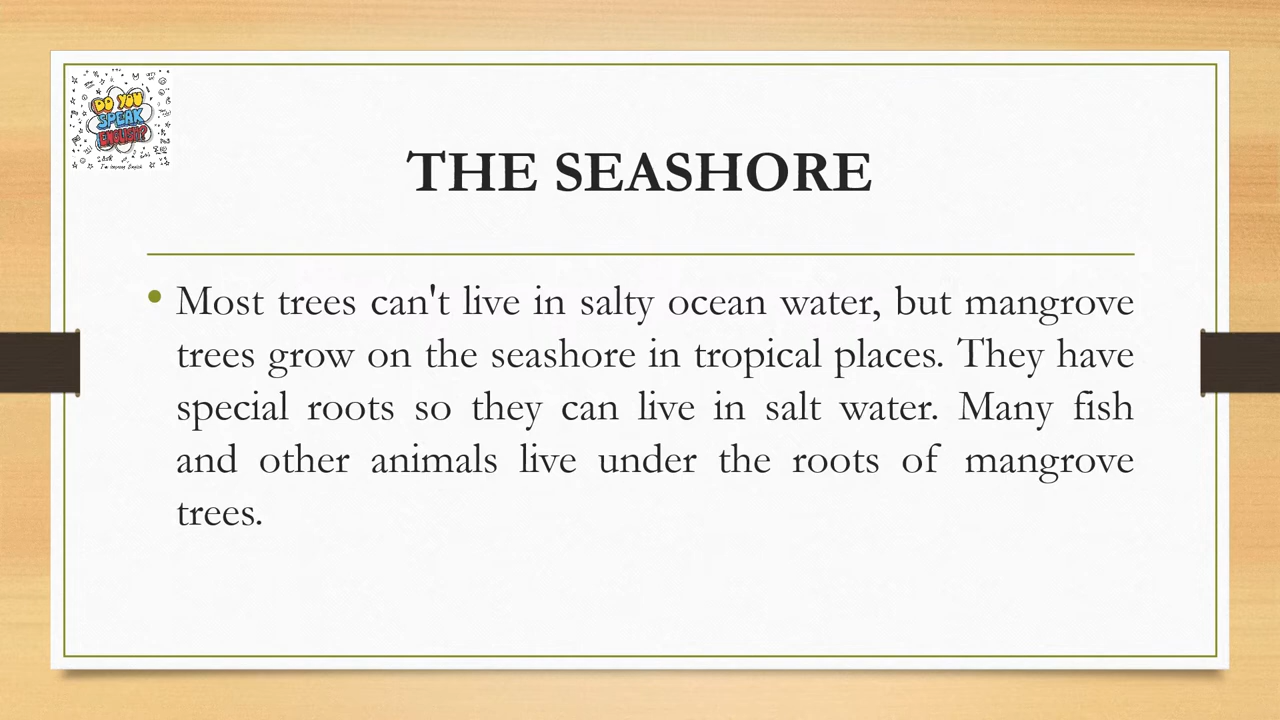 DO YOU
SPEAK
ENGLISH?
I'm learning English
THE SEASHORE
• Most trees can't live in salty ocean water, but mangrove
trees grow on the seashore in tropical places. They have
special roots so they can live in salt water. Many fish
and other animals live under the roots of mangrove
trees.